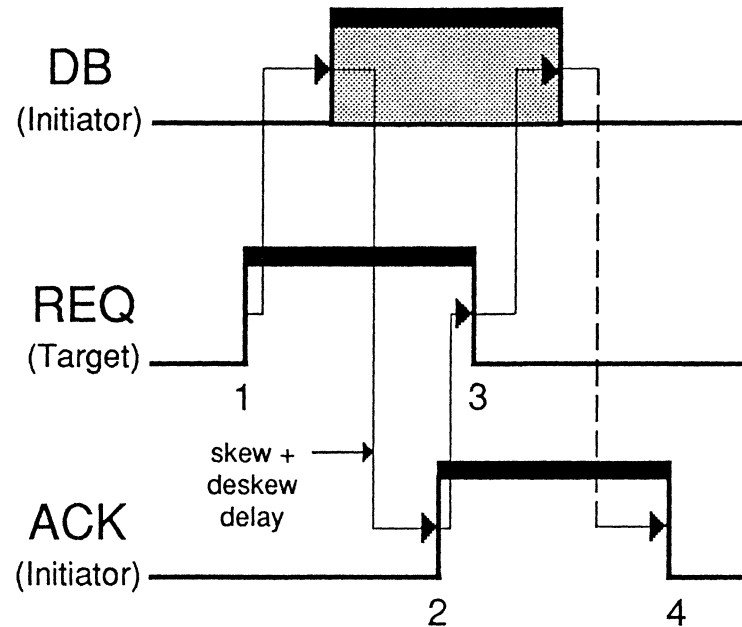 DB
(Initiator)
REQ
(Target)
1
3
skew +
deskew
delay
ACK
(Initiator)
2
4